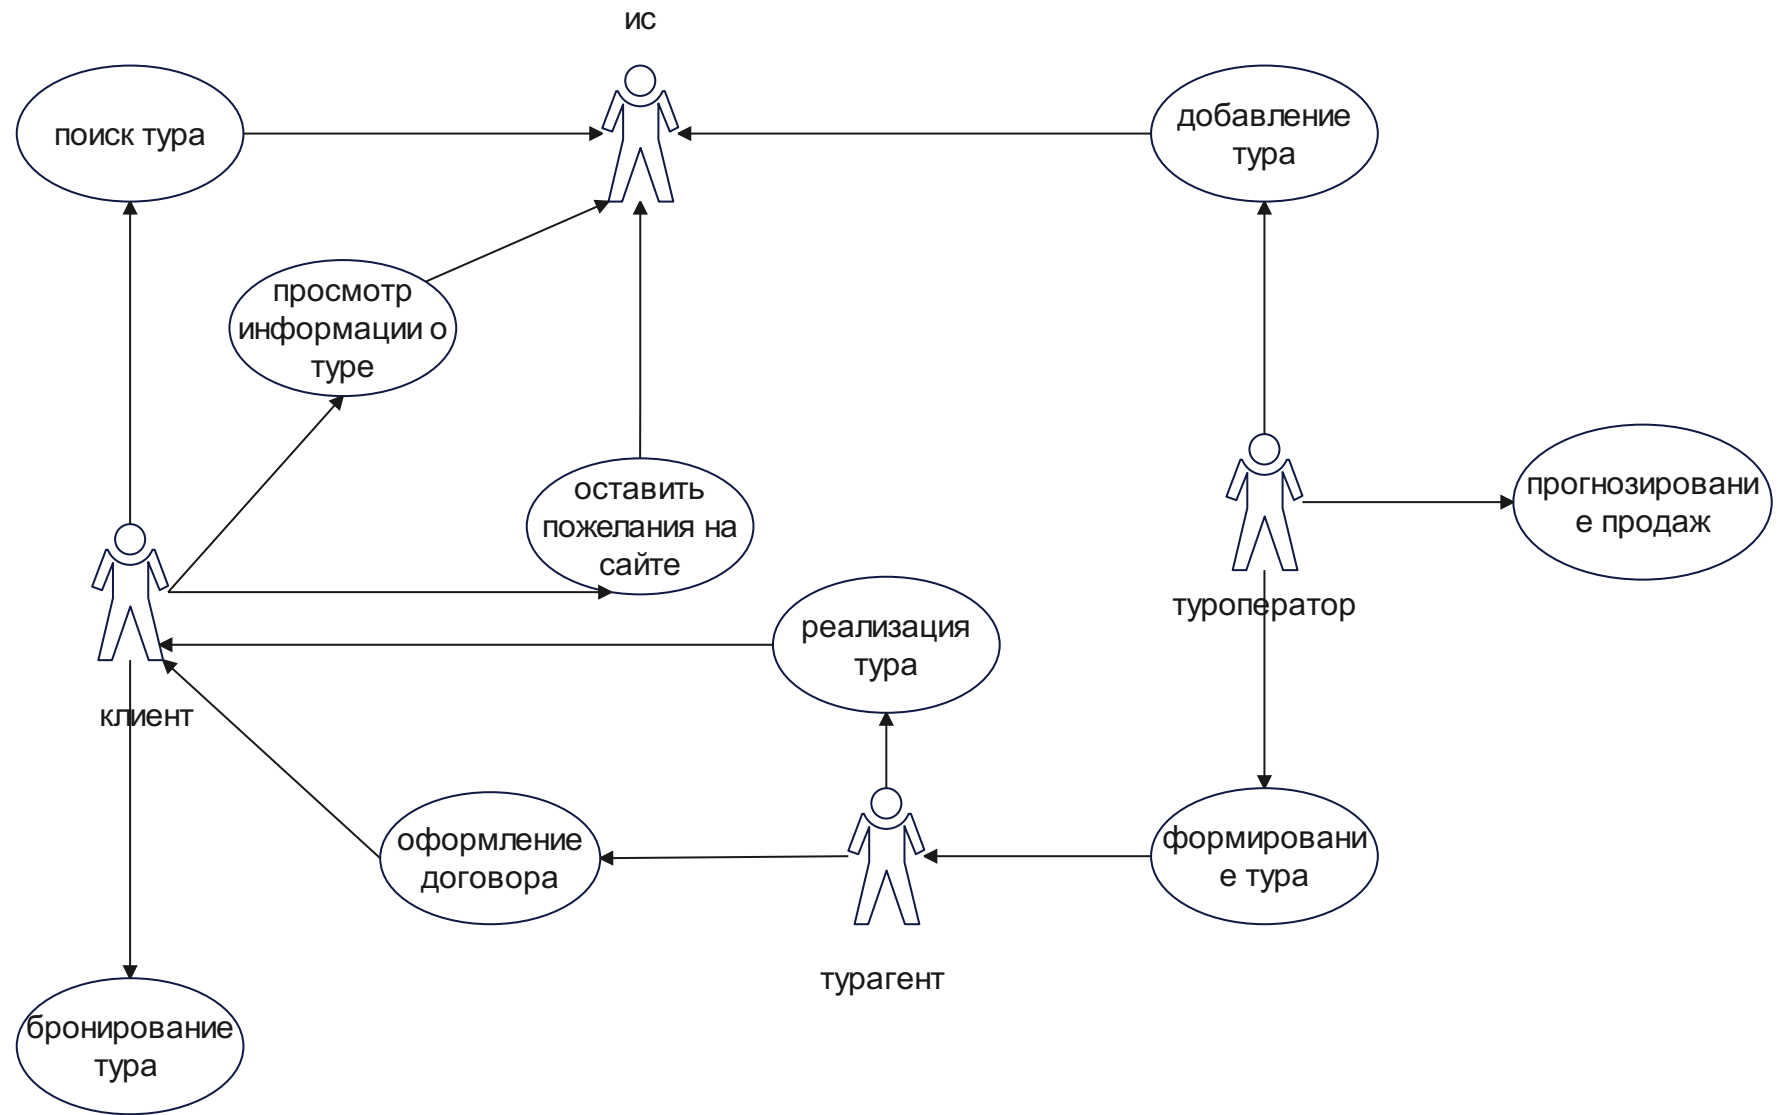 ис
поиск тура
добавление
тура
просмотр
информации о
туре
оставить
пожелания на
сайте
прогнозировани
е продаж
туроператор
реализация
тура
клиент
оформление
договора
формировани
е тура
турагент
бронирование
тура